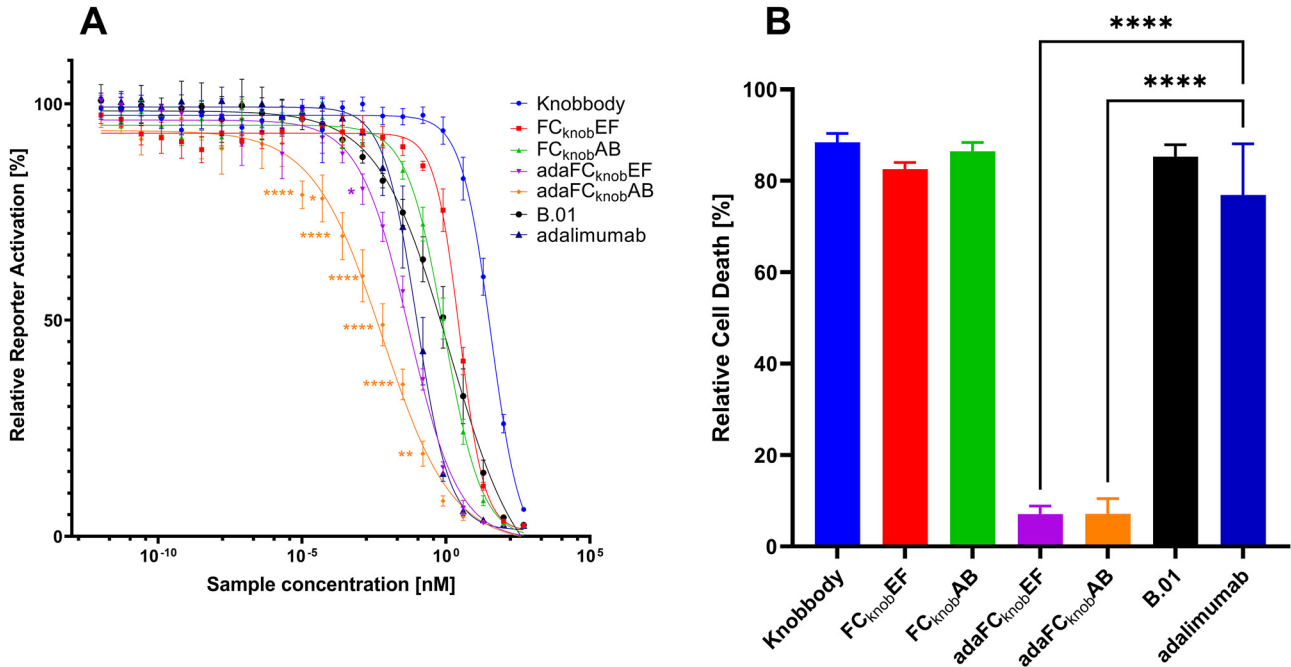 A
Relative Reporter Activation [%]
100
50
0
10⁻¹⁰
10⁻⁵
10⁰
10⁵
Sample concentration [nM]
****
*
****
****
****
****
**
*
Knobbody
FCknobEF
FCknobAB
adaFCknobEF
adaFCknobAB
B.01
adalimumab
B
Relative Cell Death [%]
100
80
60
40
20
0
****
****
Knobbody
FCknobEF
FCknobAB
adaFCknobEF
adaFCknobAB
B.01
adalimumab